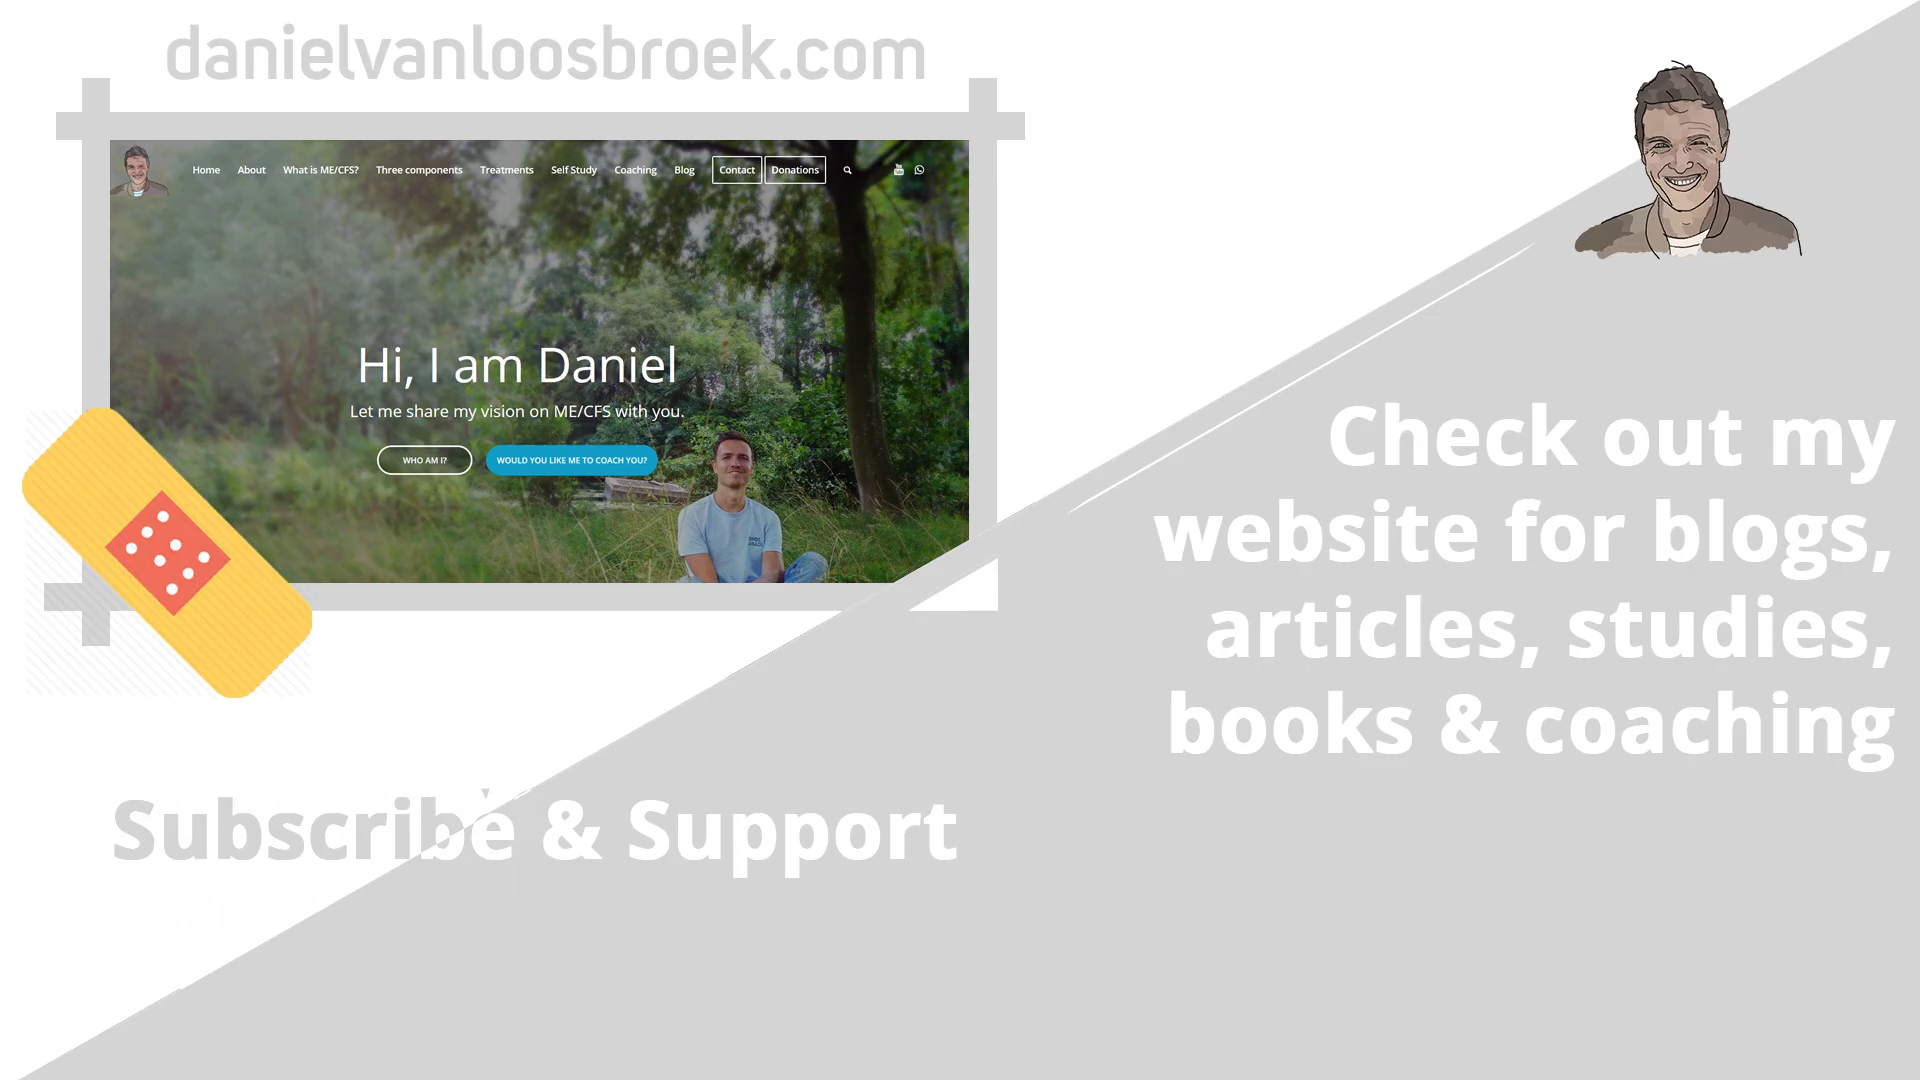 danielvanloosbroek.com
Home About What is ME/CFS? Three components Treatments Self Study Coaching Blog Contact Donations
Hi, I am Daniel
Let me share my vision on ME/CFS with you.
WHO AM I? WOULD YOU LIKE ME TO COACH YOU?
Check out my
website for blogs,
articles, studies,
books & coaching
Subscribe & Support